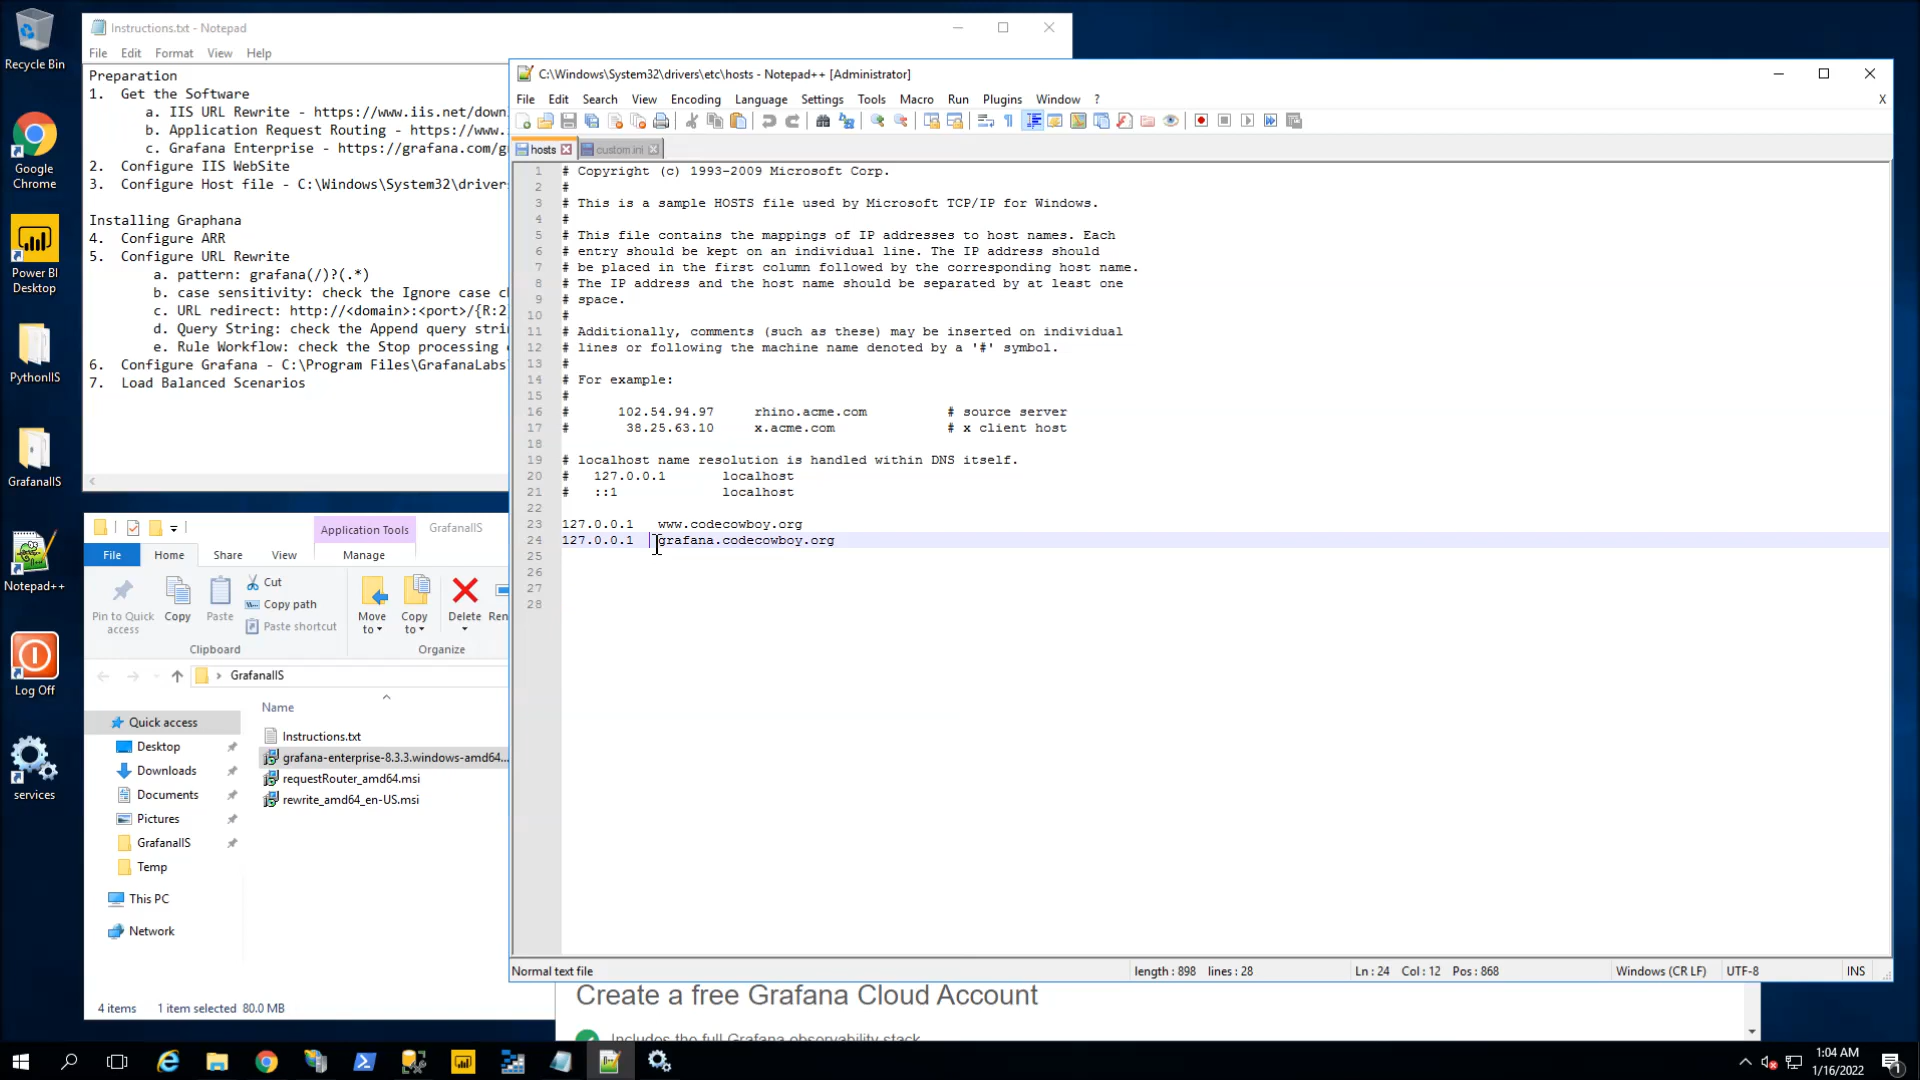 Recycle Bin
Google
Chrome
Power BI
Desktop
PythonIIS
GrafanaIIS
Notepad++
Log Off
services
Instructions.txt - Notepad
File Edit Format View Help
Preparation
1. Get the Software
a. IIS URL Rewrite - https://www.iis.net/down
b. Application Request Routing - https://www.
c. Grafana Enterprise - https://grafana.com/g
2. Configure IIS WebSite
3. Configure Host file - C:\Windows\System32\driver
Installing Graphana
4. Configure ARR
5. Configure URL Rewrite
a. pattern: grafana(/)?(.*)
b. case sensitivity: check the Ignore case c
c. URL redirect: http://<domain>:<port>/{R:2
d. Query String: check the Append query stri
e. Rule Workflow: check the Stop processing
6. Configure Grafana - C:\Program Files\GrafanaLabs
7. Load Balanced Scenarios
C:\Windows\System32\drivers\etc\hosts - Notepad++ [Administrator]
File Edit Search View Encoding Language Settings Tools Macro Run Plugins Window ? X
hosts custom.ini
1 # Copyright (c) 1993-2009 Microsoft Corp.
2 #
3 # This is a sample HOSTS file used by Microsoft TCP/IP for Windows.
4 #
5 # This file contains the mappings of IP addresses to host names. Each
6 # entry should be kept on an individual line. The IP address should
7 # be placed in the first column followed by the corresponding host name.
8 # The IP address and the host name should be separated by at least one
9 # space.
10 #
11 # Additionally, comments (such as these) may be inserted on individual
12 # lines or following the machine name denoted by a '#' symbol.
13 #
14 # For example:
15 #
16 # 102.54.94.97 rhino.acme.com # source server
17 # 38.25.63.10 x.acme.com # x client host
18
19 # localhost name resolution is handled within DNS itself.
20 # 127.0.0.1 localhost
21 # ::1 localhost
22
23 127.0.0.1 www.codecowboy.org
24 127.0.0.1 grafana.codecowboy.org
25
26
27
28
Normal text file length : 898 lines : 28 Ln : 24 Col : 12 Pos : 868 Windows (CR LF) UTF-8 INS
Application Tools GrafanaIIS
File Home Share View Manage
Pin to Quick
access
Copy
Paste
Cut
Copy path
Paste shortcut
Move
to
Copy
to
Delete
Ren
Clipboard Organize
GrafanaIIS
Name
Quick access
Desktop
Downloads
Documents
Pictures
GrafanaIIS
Temp
This PC
Network
Instructions.txt
grafana-enterprise-8.3.3.windows-amd64...
requestRouter_amd64.msi
rewrite_amd64_en-US.msi
4 items 1 item selected 80.0 MB
Create a free Grafana Cloud Account
Includes the full Grafana observability stack
1:04 AM
1/16/2022
1